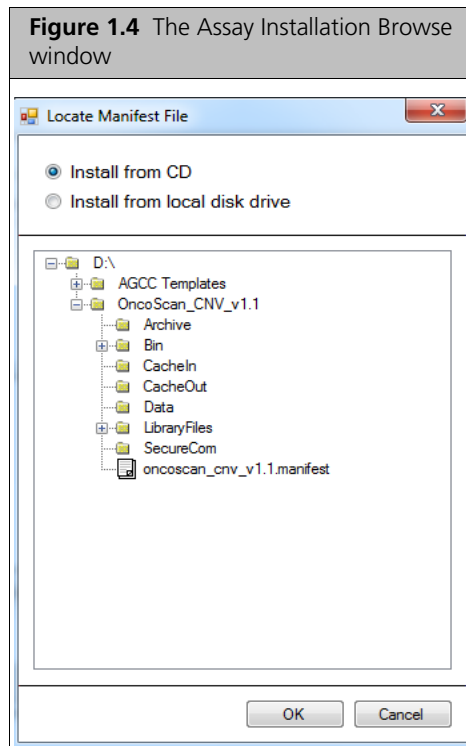 Figure 1.4 The Assay Installation Browse
window
Locate Manifest File
x
Install from CD
Install from local disk drive
D:\
AGCC Templates
OncoScan_CNV_v1.1
Archive
Bin
CacheIn
CacheOut
Data
LibraryFiles
SecureCom
oncoscan_cnv_v1.1.manifest
OK Cancel